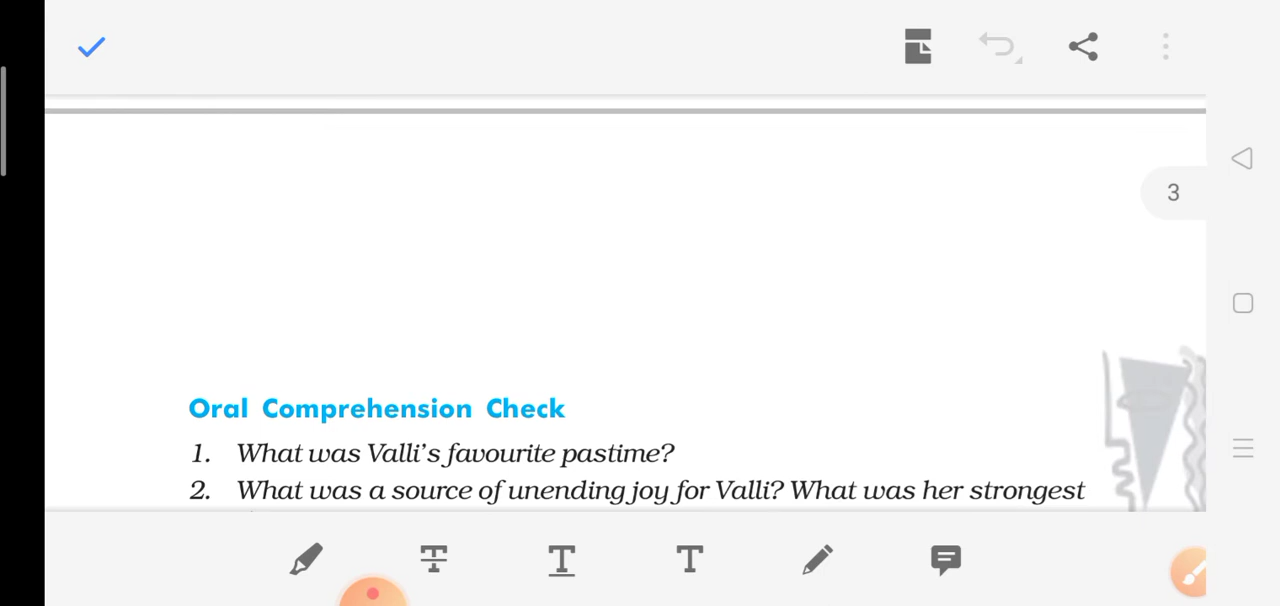 3
Oral Comprehension Check
1. What was Valli's favourite pastime?
2. What was a source of unending joy for Valli? What was her strongest